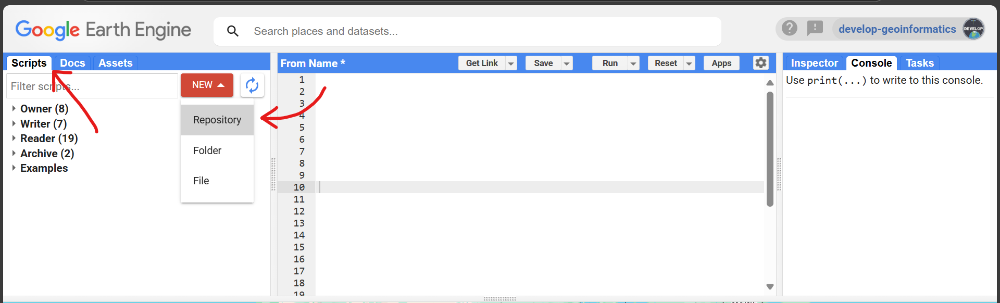 Google Earth Engine
Search places and datasets...
develop-geoinformatics
DEVELOP
Scripts
Docs
Assets
Filter scripts...
NEW
Owner (8)
Writer (7)
Reader (19)
Archive (2)
Examples
Repository
Folder
File
From Name *
Get Link
Save
Run
Reset
Apps
1
2
3
4
5
6
7
8
9
10
11
12
13
14
15
16
17
18
19
Inspector
Console
Tasks
Use print(...) to write to this console.